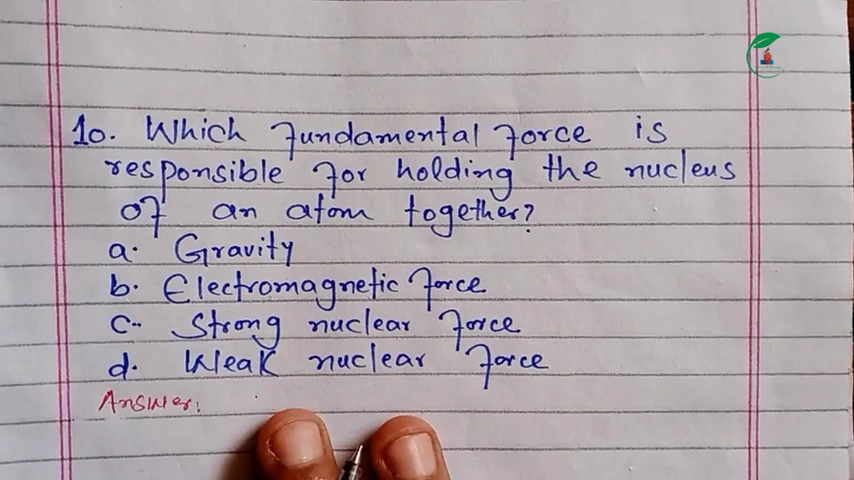 10. Which fundamental force is
responsible for holding the nucleus
of an atom together?
a. Gravity
b. Electromagnetic force
c. Strong nuclear force
d. Weak nuclear force
Answer: